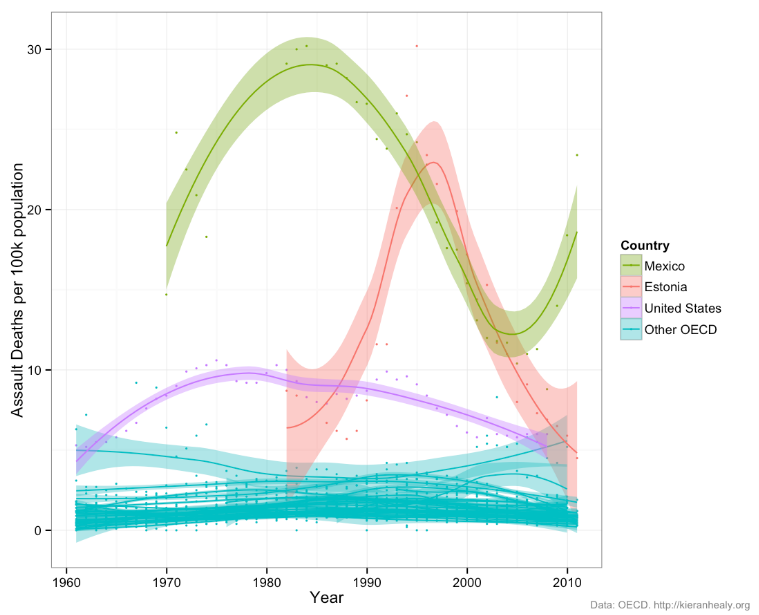 30
20
10
0
Assault Deaths per 100k population
1960 1970 1980 1990 2000 2010
Year
Country
Mexico
Estonia
United States
Other OECD
Data: OECD. http://kieranhealy.org